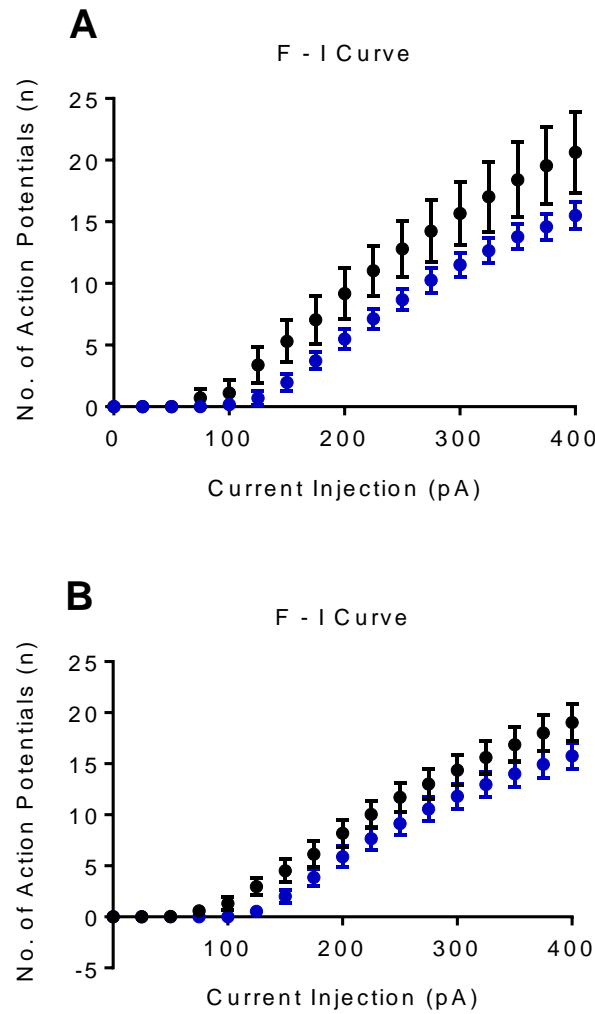 A
F - I Curve
No. of Action Potentials (n)
25
20
15
10
5
0
0 100 200 300 400
Current Injection (pA)
B
F - I Curve
No. of Action Potentials (n)
25
20
15
10
5
0
-5
100 200 300 400
Current Injection (pA)